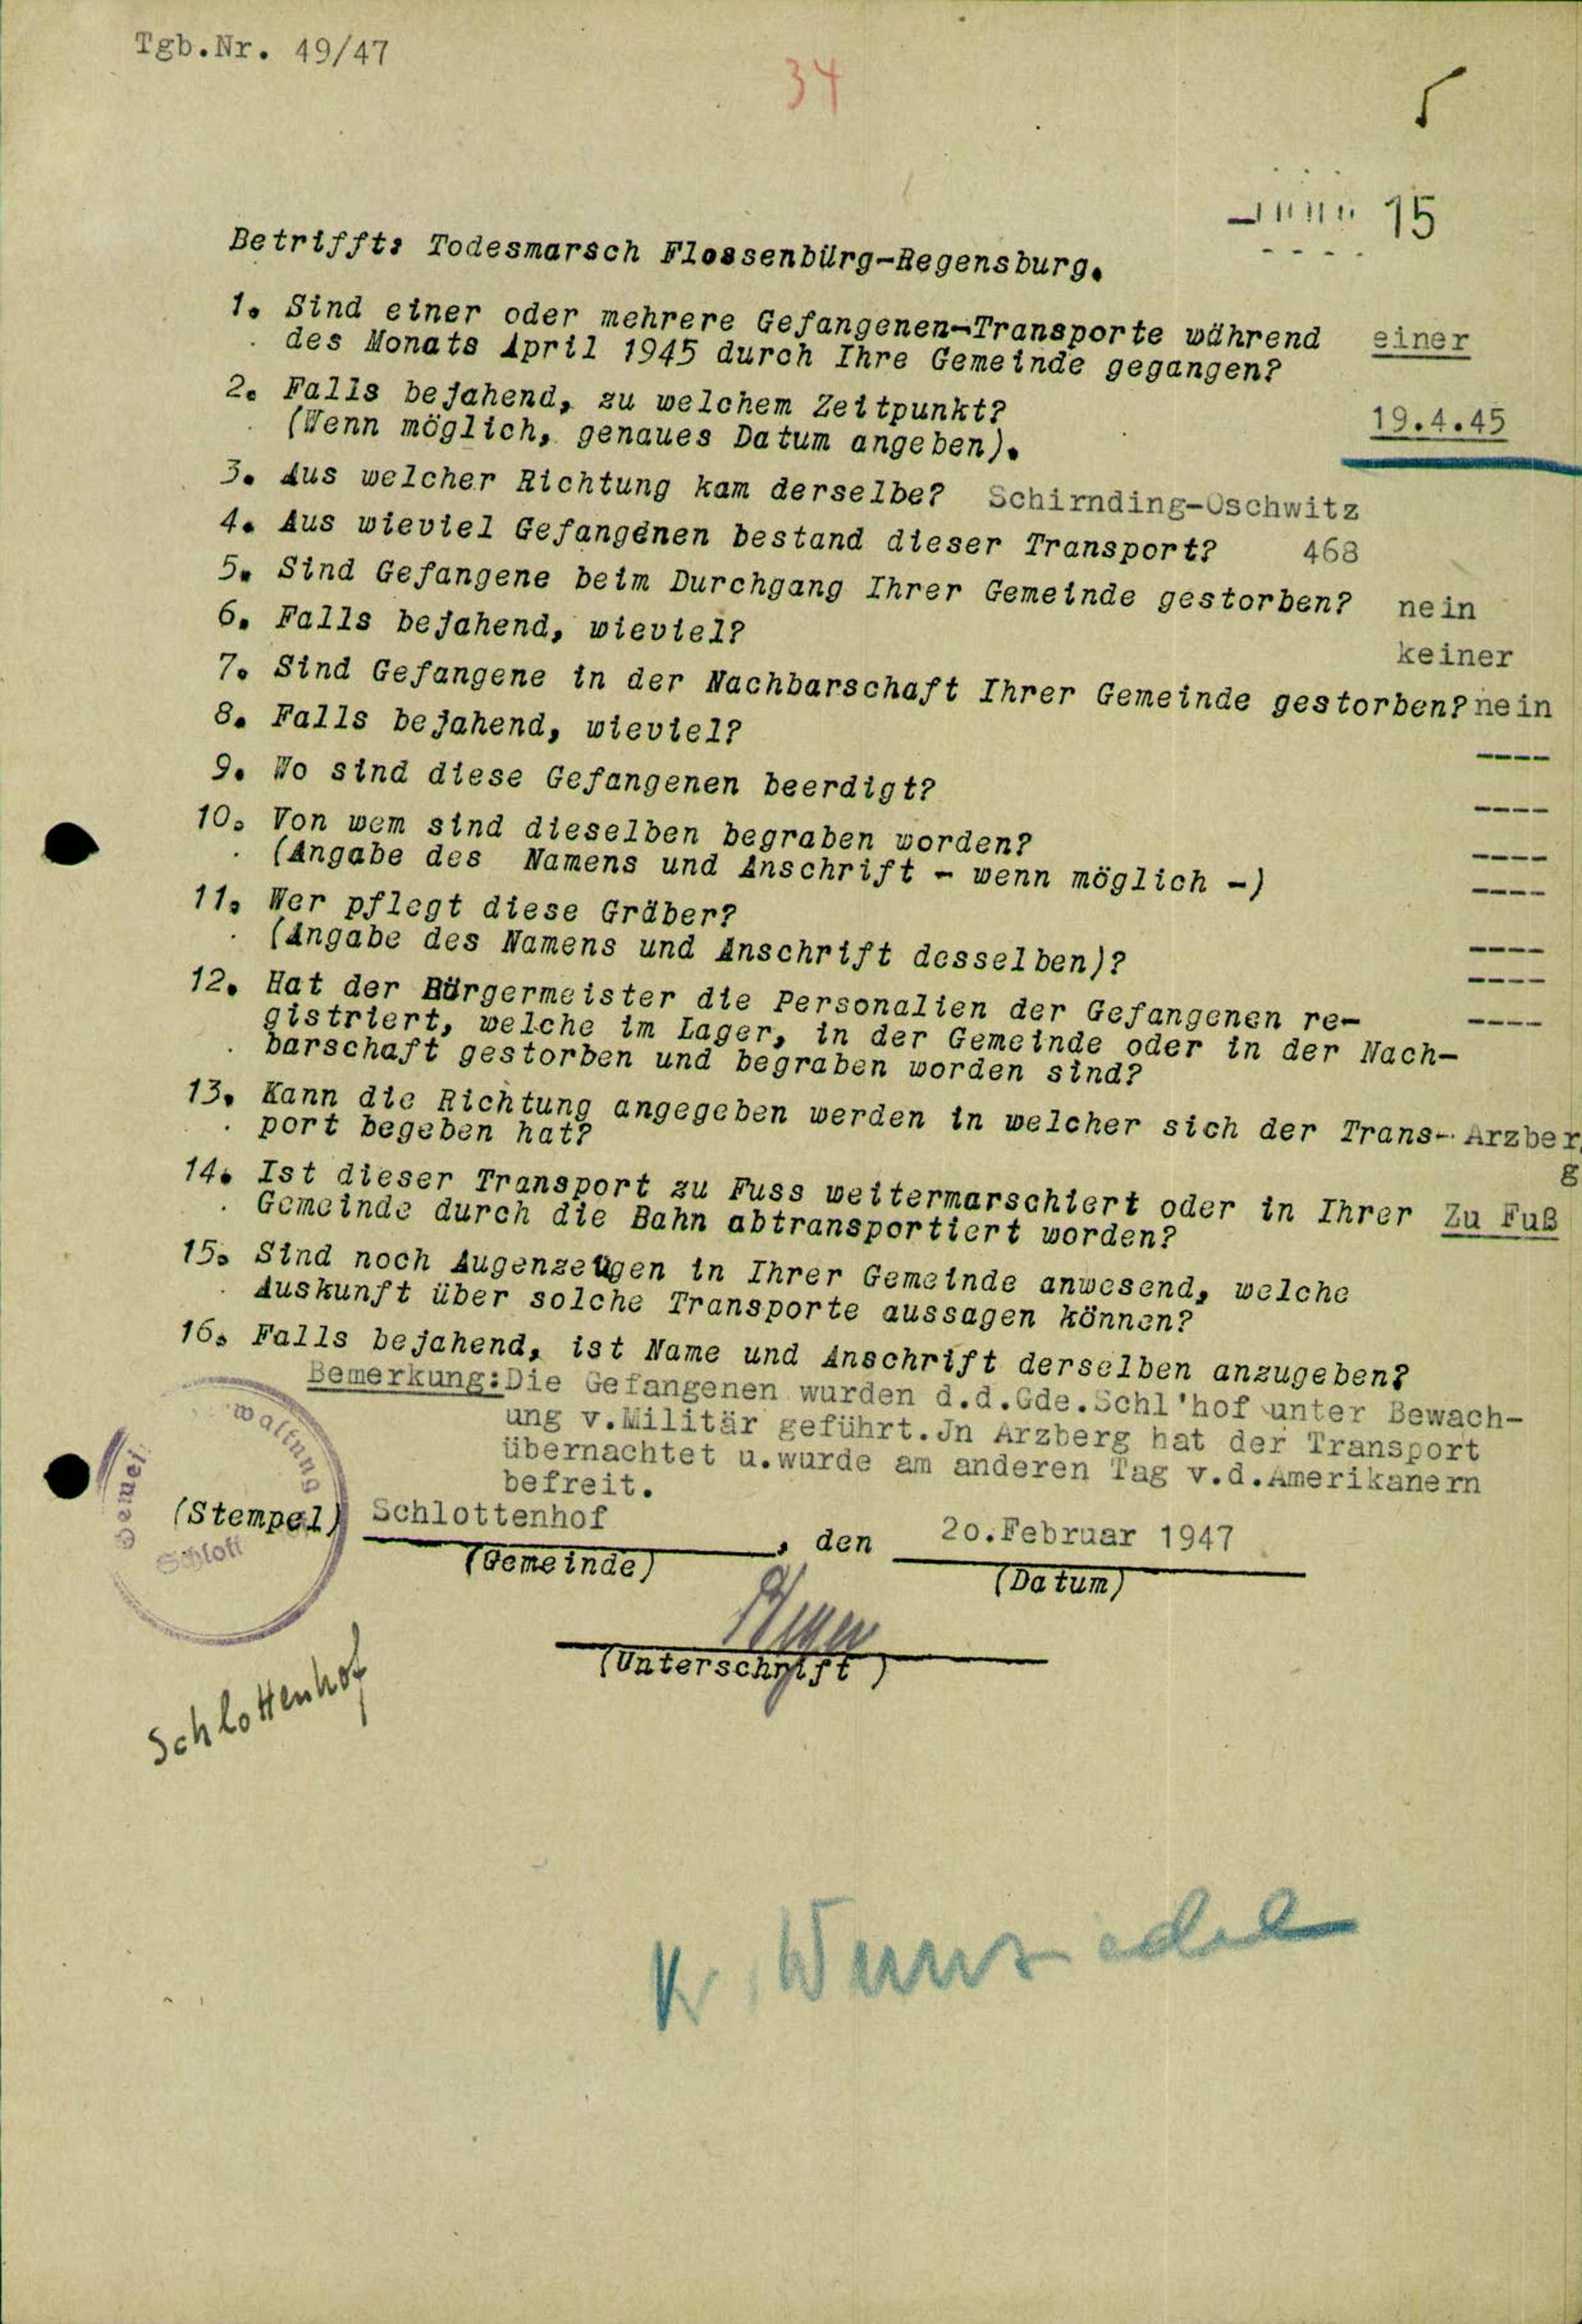 Tgb.Nr. 49/47
34
15
Betrifft: Todesmarsch Flossenbürg-Regensburg.
1. Sind einer oder mehrere Gefangenen-Transporte während einer
des Monats April 1945 durch Ihre Gemeinde gegangen?
2. Falls bejahend, zu welchem Zeitpunkt?
(Wenn möglich, genaues Datum angeben). 19.4.45
3. Aus welcher Richtung kam derselbe? Schirnding-Oschwitz
4. Aus wieviel Gefangenen bestand dieser Transport? 468
5. Sind Gefangene beim Durchgang Ihrer Gemeinde gestorben? nein
6. Falls bejahend, wieviel? keiner
7. Sind Gefangene in der Nachbarschaft Ihrer Gemeinde gestorben? nein
8. Falls bejahend, wieviel? ----
9. Wo sind diese Gefangenen beerdigt? ----
10. Von wem sind dieselben begraben worden? ----
(Angabe des Namens und Anschrift - wenn möglich -) ----
11. Wer pflegt diese Gräber?
(Angabe des Namens und Anschrift desselben)? ----
12. Hat der Bürgermeister die Personalien der Gefangenen re- ----
gistriert, welche im Lager, in der Gemeinde oder in der Nach- ----
barschaft gestorben und begraben worden sind?
13. Kann die Richtung angegeben werden in welcher sich der Trans- Arzber
port begeben hat? g
14. Ist dieser Transport zu Fuss weitermarschiert oder in Ihrer Zu Fuß
Gemeinde durch die Bahn abtransportiert worden?
15. Sind noch Augenzeugen in Ihrer Gemeinde anwesend, welche
Auskunft über solche Transporte aussagen können?
16. Falls bejahend, ist Name und Anschrift derselben anzugeben?
Bemerkung: Die Gefangenen wurden d.d.Gde.Schl'hof unter Bewach-
ung v.Militär geführt.Jn Arzberg hat der Transport
übernachtet u.wurde am anderen Tag v.d.Amerikanern
befreit.
(Stempel) Schlottenhof , den 20.Februar 1947
(Gemeinde) (Datum)
(Unterschrift)
Schlottenhof
Kr. Wunsiedel